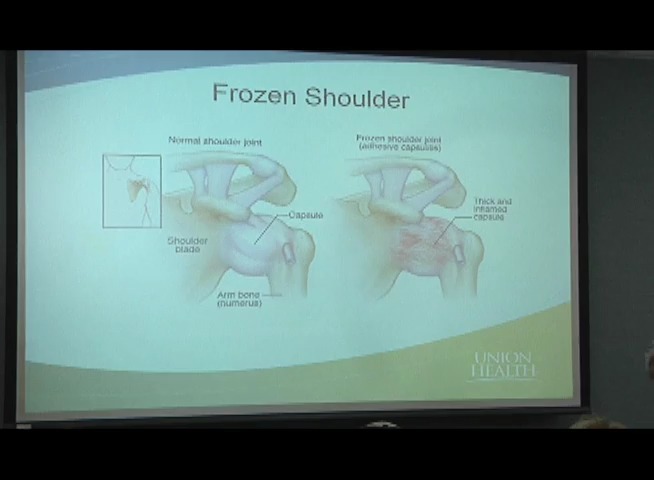 Frozen Shoulder
Normal shoulder joint
Capsule
Shoulder
blade
Arm bone
(humerus)
Frozen shoulder joint
(adhesive capsulitis)
Thick and
inflamed
capsule
UNION
HEALTH